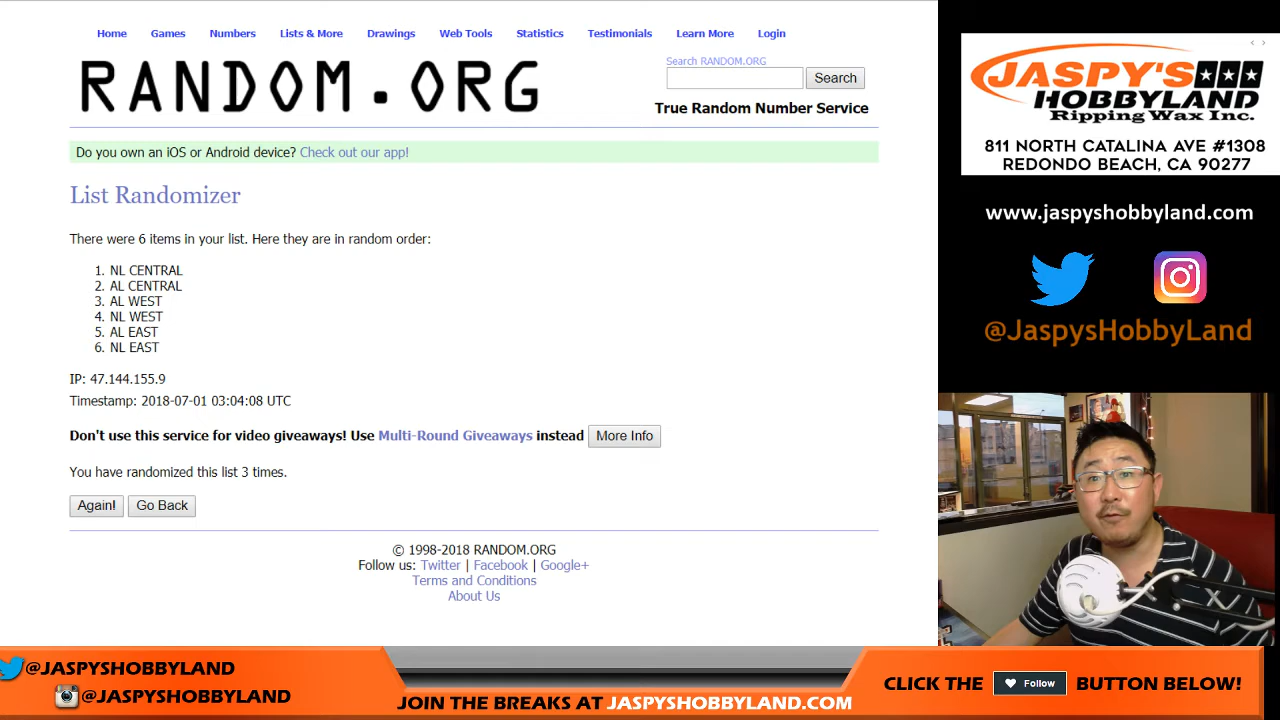 Home Games Numbers Lists & More Drawings Web Tools Statistics Testimonials Learn More Login
RANDOM.ORG
Search RANDOM.ORG
Search
True Random Number Service
Do you own an iOS or Android device? Check out our app!
List Randomizer
There were 6 items in your list. Here they are in random order:
1. NL CENTRAL
2. AL CENTRAL
3. AL WEST
4. NL WEST
5. AL EAST
6. NL EAST
IP: 47.144.155.9
Timestamp: 2018-07-01 03:04:08 UTC
Don't use this service for video giveaways! Use Multi-Round Giveaways instead More Info
You have randomized this list 3 times.
Again! Go Back
© 1998-2018 RANDOM.ORG
Follow us: Twitter | Facebook | Google+
Terms and Conditions
About Us
JASPY'S
HOBBYLAND
Ripping Wax Inc.
811 NORTH CATALINA AVE #1308
REDONDO BEACH, CA 90277
www.jaspyshobbyland.com
@JaspysHobbyLand
@JASPYSHOBBYLAND
@JASPYSHOBBYLAND
JOIN THE BREAKS AT JASPYSHOBBYLAND.COM
CLICK THE Follow BUTTON BELOW!